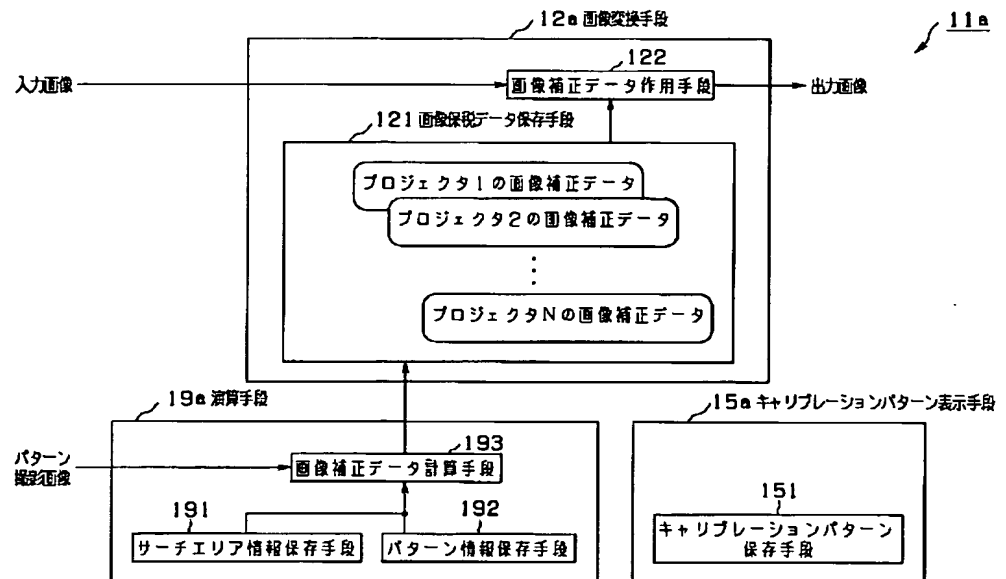 11a
12a 画像変換手段
入力画像
122
画像補正データ作用手段
出力画像
121 画像保税データ保存手段
プロジェクタ1の画像補正データ
プロジェクタ2の画像補正データ
プロジェクタNの画像補正データ
19a 演算手段
15a キャリブレーションパターン表示手段
パターン
撮影画像
193
画像補正データ計算手段
191
サーチエリア情報保存手段
192
パターン情報保存手段
151
キャリブレーションパターン
保存手段